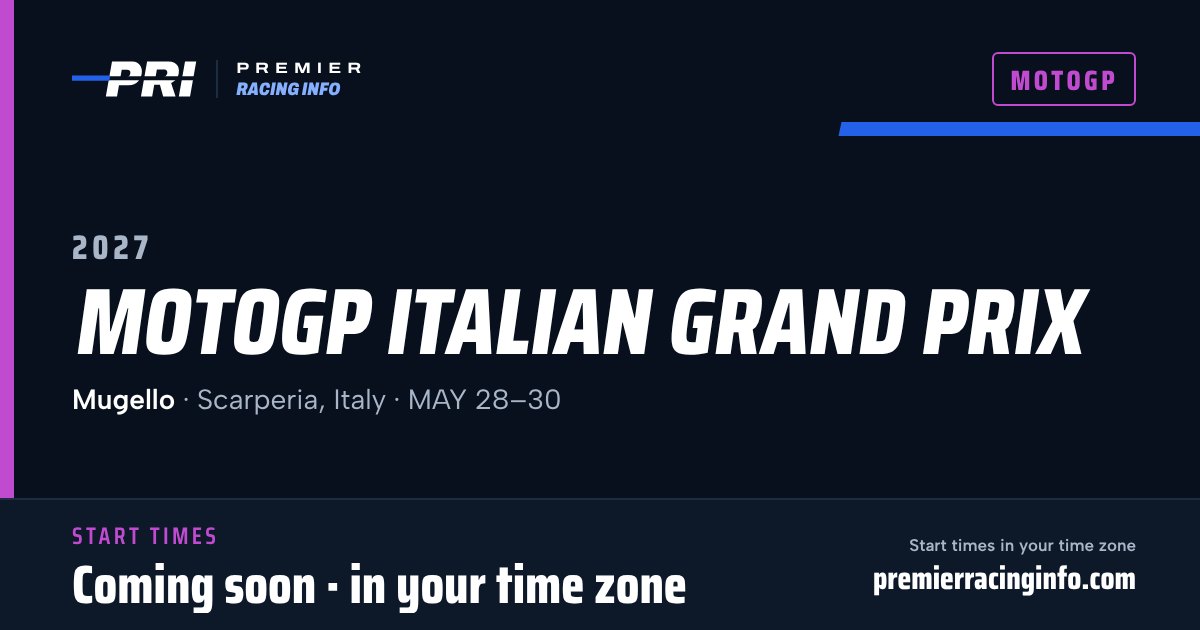 PRI
PREMIER
RACING INFO
MOTOGP
2027
MOTOGP ITALIAN GRAND PRIX
Mugello · Scarperia, Italy · MAY 28–30
START TIMES
Coming soon · in your time zone
Start times in your time zone
premierracinginfo.com